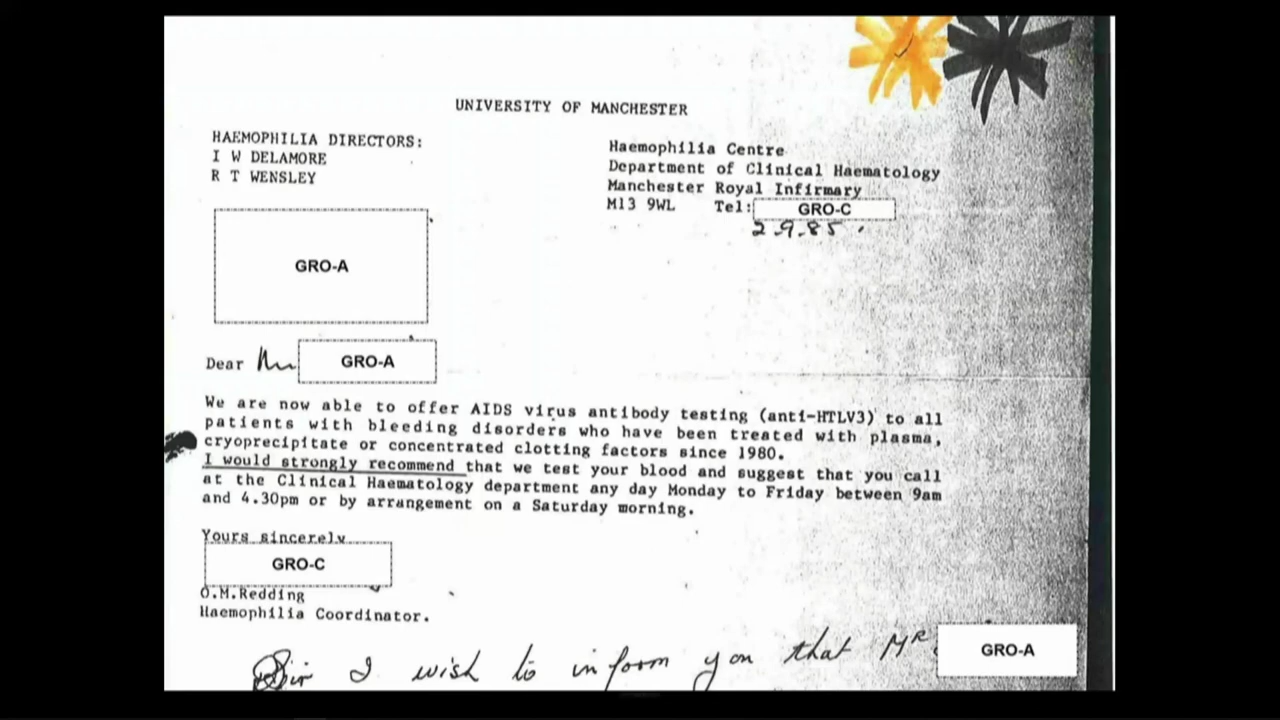 UNIVERSITY OF MANCHESTER
HAEMOPHILIA DIRECTORS:
I W DELAMORE
R T WENSLEY
Haemophilia Centre
Department of Clinical Haematology
Manchester Royal Infirmary
M13 9WL Tel: GRO-C
2.9.85.
GRO-A
Dear Mr GRO-A
We are now able to offer AIDS virus antibody testing (anti-HTLV3) to all
patients with bleeding disorders who have been treated with plasma,
cryoprecipitate or concentrated clotting factors since 1980.
I would strongly recommend that we test your blood and suggest that you call
at the Clinical Haematology department any day Monday to Friday between 9am
and 4.30pm or by arrangement on a Saturday morning.
Yours sincerely
GRO-C
O.M.Redding
Haemophilia Coordinator.
Sir I wish to inform you that MR. GRO-A